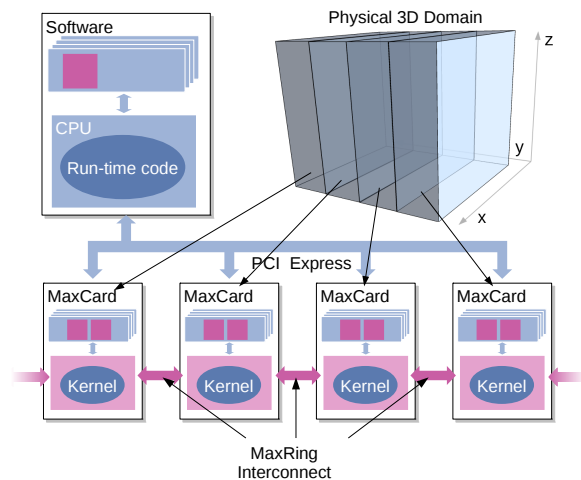 Physical 3D Domain
Software
z
CPU
Run-time code
y
x
PCI Express
MaxCard
MaxCard
MaxCard
MaxCard
Kernel
Kernel
Kernel
Kernel
MaxRing
Interconnect